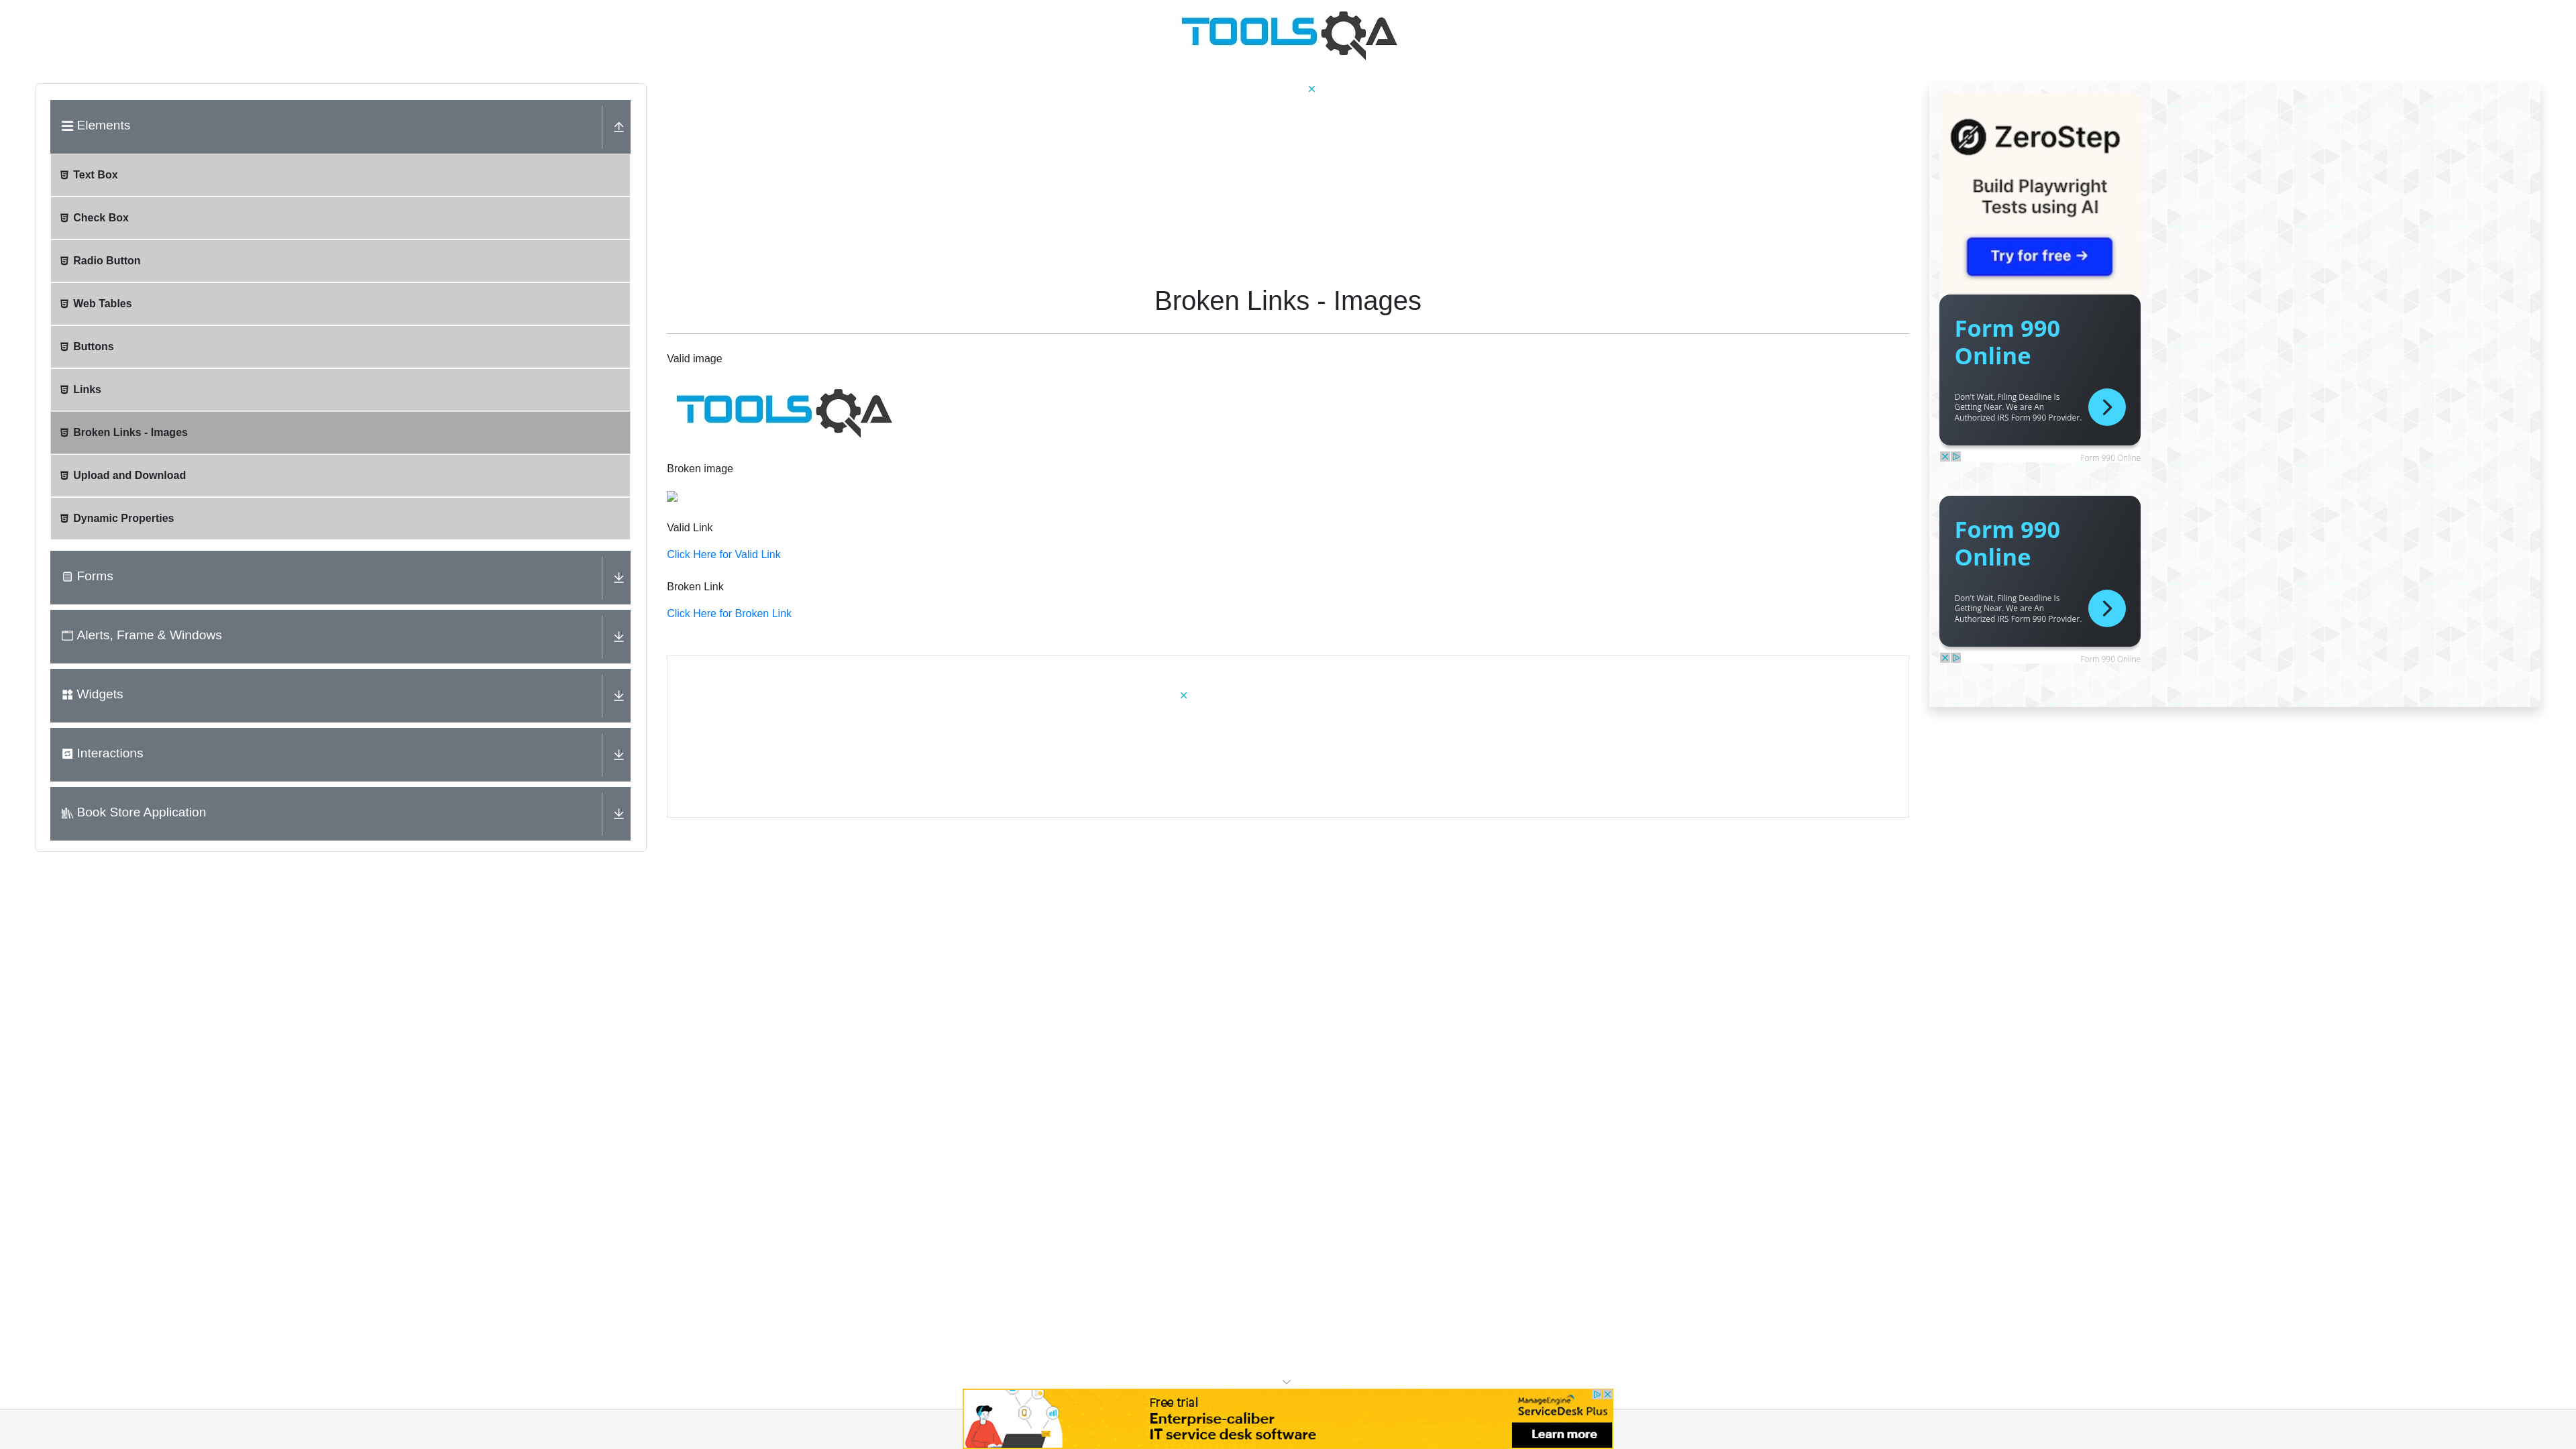 TOOLSQA
Elements
Text Box
Check Box
Radio Button
Web Tables
Buttons
Links
Broken Links - Images
Upload and Download
Dynamic Properties
Forms
Alerts, Frame & Windows
Widgets
Interactions
Book Store Application
Broken Links - Images
Valid image
TOOLSQA
Broken image
Valid Link
Click Here for Valid Link
Broken Link
Click Here for Broken Link
ZeroStep
Build Playwright
Tests using AI
Try for free →
Form 990
Online
Don't Wait, Filing Deadline Is
Getting Near. We are An
Authorized IRS Form 990 Provider.
Form 990 Online
Form 990
Online
Don't Wait, Filing Deadline Is
Getting Near. We are An
Authorized IRS Form 990 Provider.
Form 990 Online
Free trial
Enterprise-caliber
IT service desk software
ManageEngine
ServiceDesk Plus
Learn more